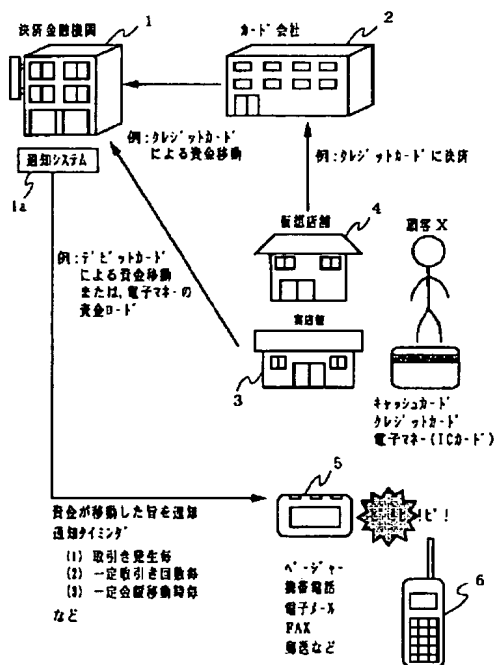 決済金融機関
1
カード会社
2
例:クレジットカード
による資金移動
例:クレジットカードに決済
通知システム
1a
仮想店舗
4
顧客X
例:デビットカード
による資金移動
または,電子マネーの
資金ロード
実店舗
3
キャッシュカード
クレジットカード
電子マネー(ICカード)
5
資金が移動した旨を通知
通知タイミング
(1) 取引き発生毎
(2) 一定取引き回数毎
(3) 一定金額移動時毎
など
ピ!
ページャー
携帯電話
電子メール
FAX
郵送など
6